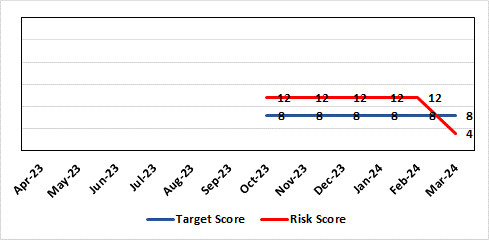 12 12 12 12 12
8 8 8 8 8 8
4
Apr-23 May-23 Jun-23 Jul-23 Aug-23 Sep-23 Oct-23 Nov-23 Dec-23 Jan-24 Feb-24 Mar-24
Target Score Risk Score